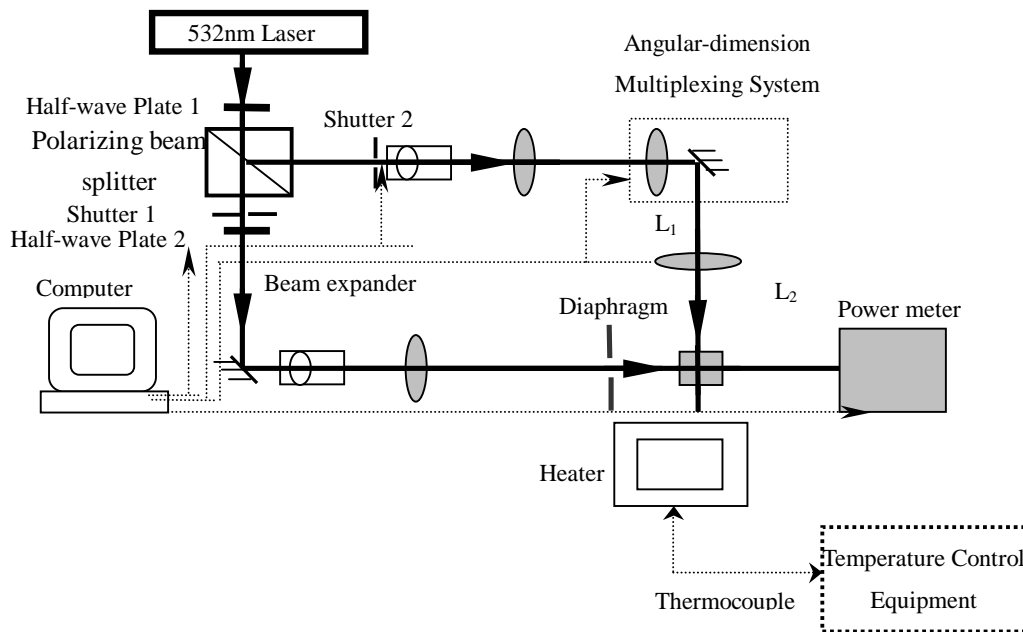 532nm Laser
Angular-dimension
Multiplexing System
Half-wave Plate 1
Shutter 2
Polarizing beam
splitter
Shutter 1
Half-wave Plate 2
L1
Computer
Beam expander
Diaphragm
L2
Power meter
Heater
Temperature Control
Equipment
Thermocouple